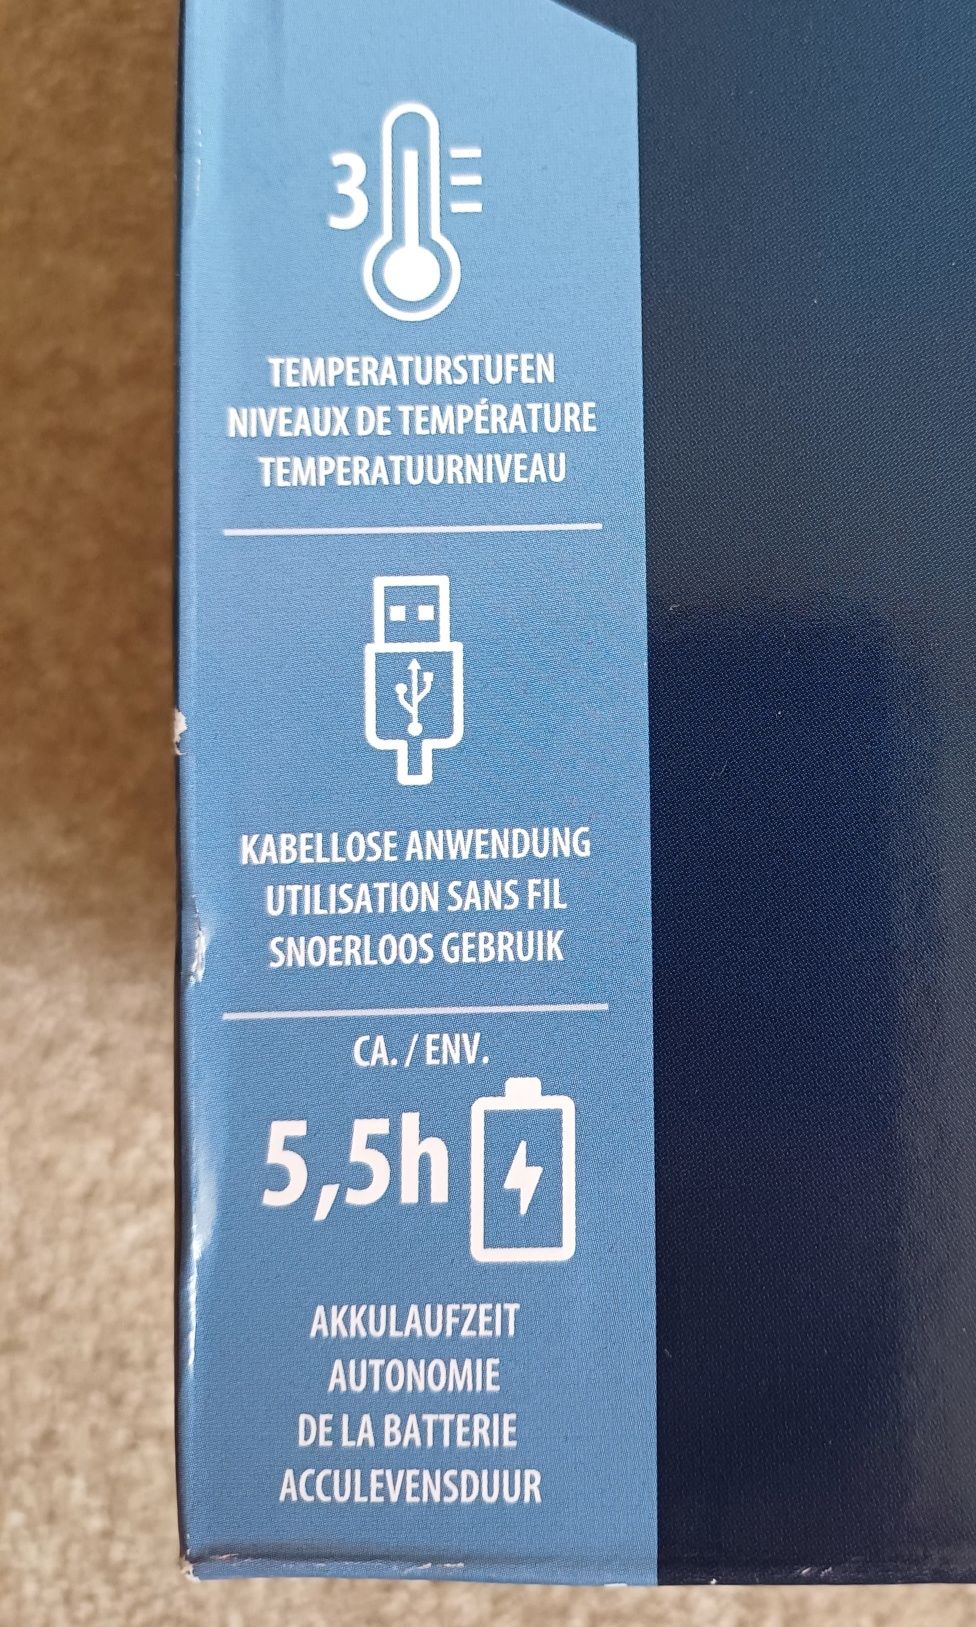 3
TEMPERATURSTUFEN
NIVEAUX DE TEMPÉRATURE
TEMPERATUURNIVEAU
KABELLOSE ANWENDUNG
UTILISATION SANS FIL
SNOERLOOS GEBRUIK
CA. / ENV.
5,5h
AKKULAUFZEIT
AUTONOMIE
DE LA BATTERIE
ACCULEVENSDUUR